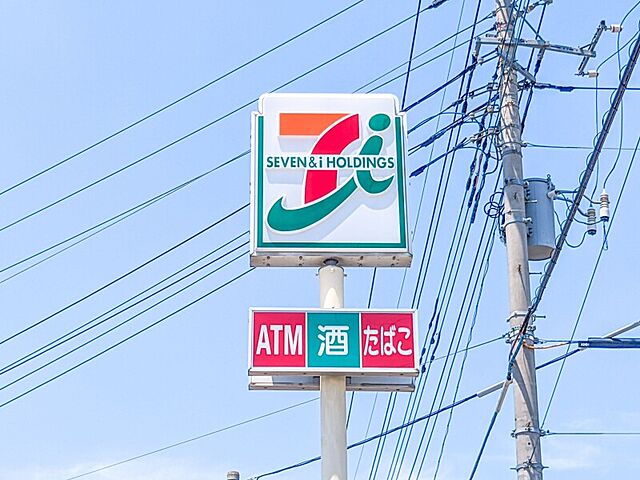 SEVEN & i HOLDINGS
ATM 酒 たばこ